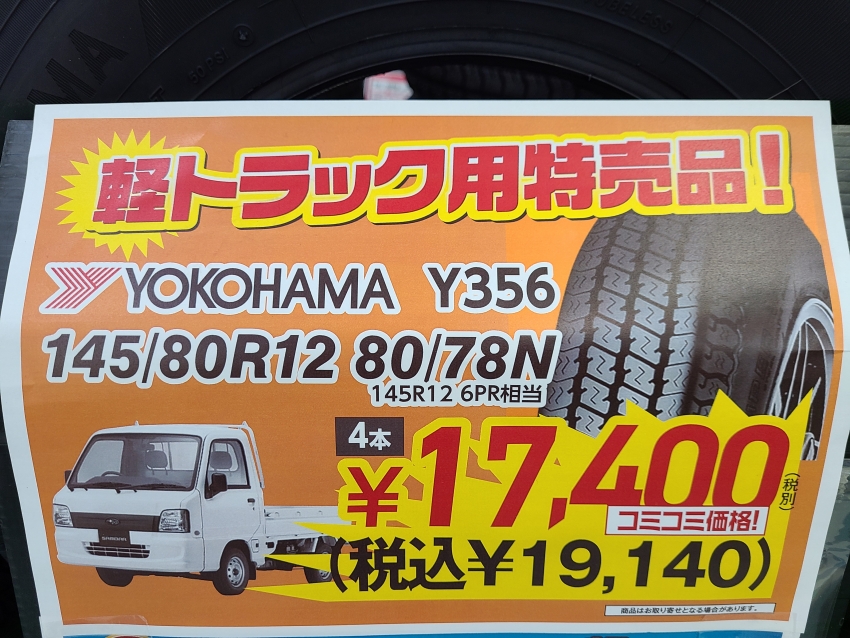 50 PSI
軽トラック用特売品!
YOKOHAMA Y356
145/80R12 80/78N
145R12 6PR相当
4本
¥17,400
(税別)
コミコミ価格!
(税込¥19,140)
商品はお取り寄せとなる場合があります。